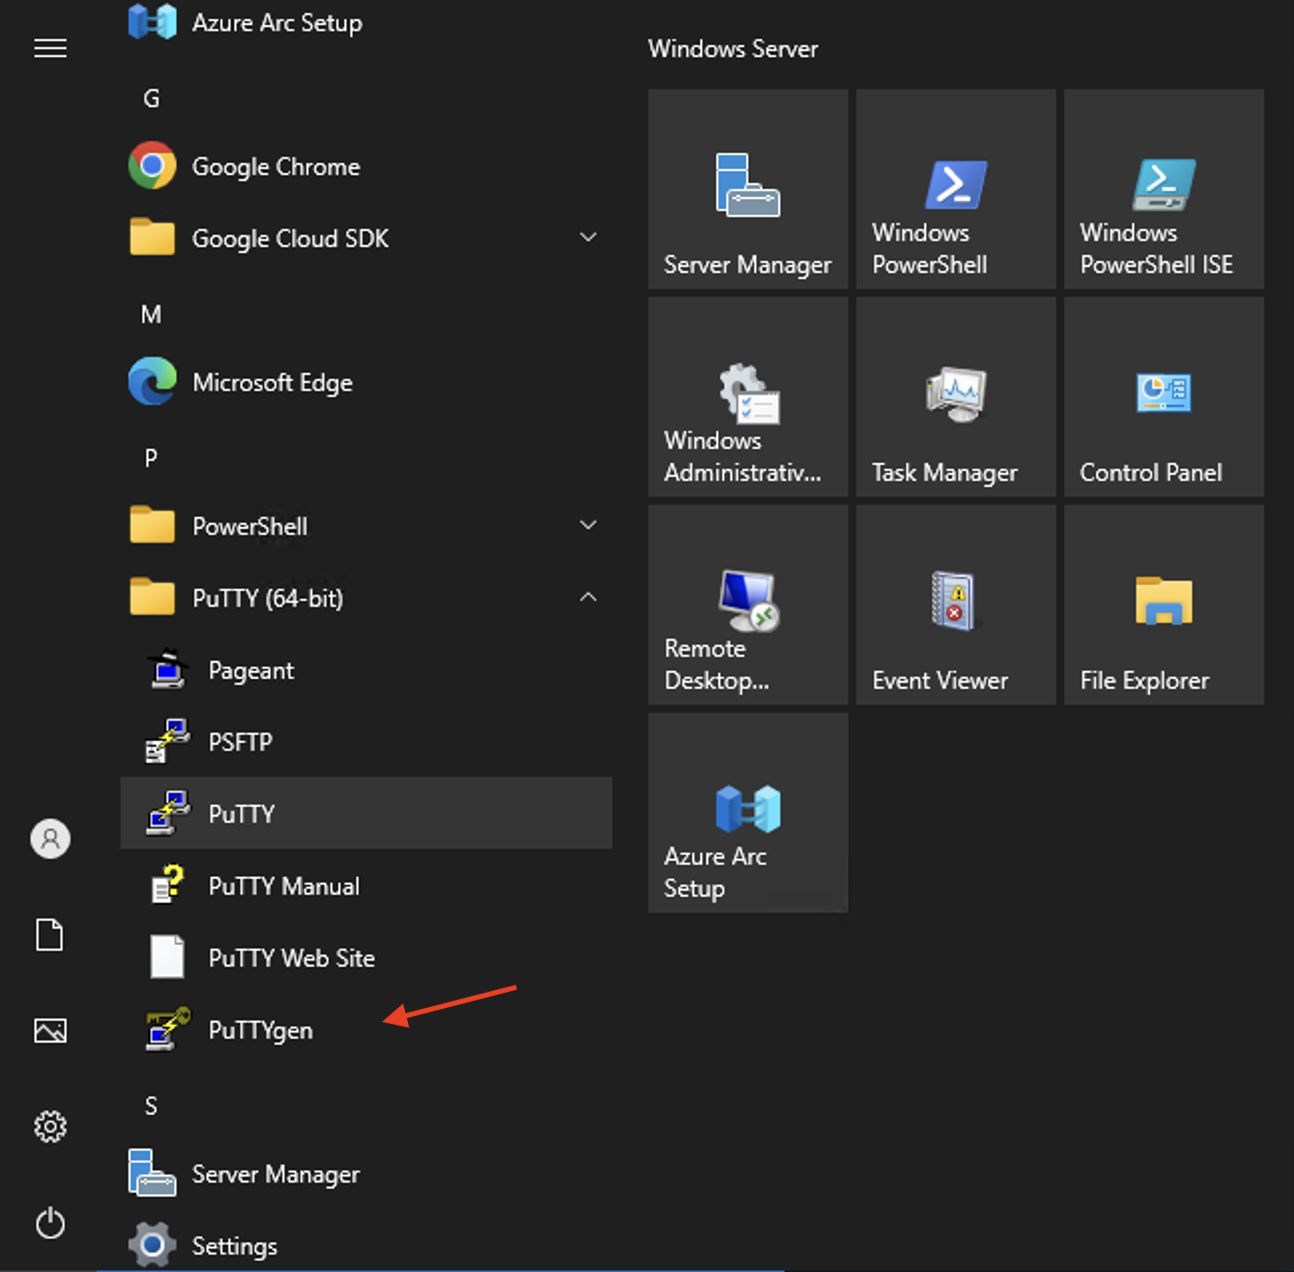 Azure Arc Setup
G
Google Chrome
Google Cloud SDK
M
Microsoft Edge
P
PowerShell
PuTTY (64-bit)
Pageant
PSFTP
PuTTY
PuTTY Manual
PuTTY Web Site
PuTTYgen
S
Server Manager
Settings
Windows Server
Server Manager
Windows
PowerShell
Windows
PowerShell ISE
Windows
Administrativ...
Task Manager
Control Panel
Remote
Desktop...
Event Viewer
File Explorer
Azure Arc
Setup